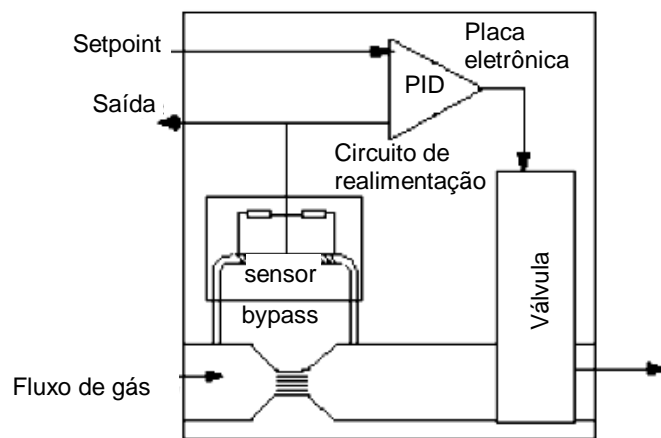 Setpoint
Placa
eletrônica
PID
Saída
Circuito de
realimentação
sensor
bypass
Válvula
Fluxo de gás